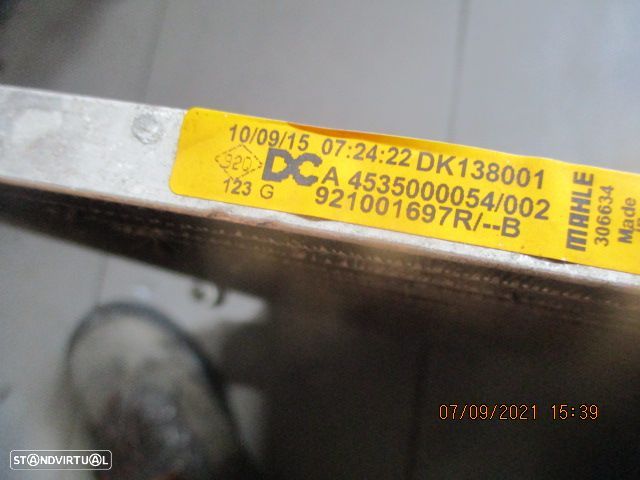 10/09/15 07:24:22 DK138001
920 DC A 4535000054/002
123 G 921001697R/--B
MAHLE
306634
Made
07/09/2021 15:39
STANDVIRTUAL